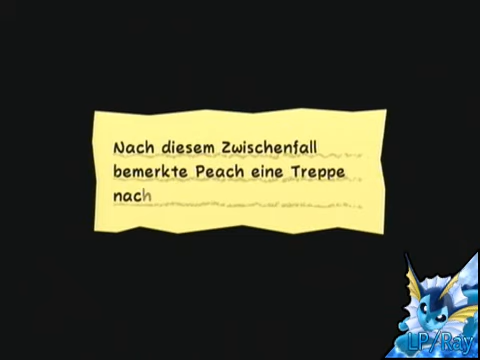 Nach diesem Zwischenfall
bemerkte Peach eine Treppe
nach
LP/Ray